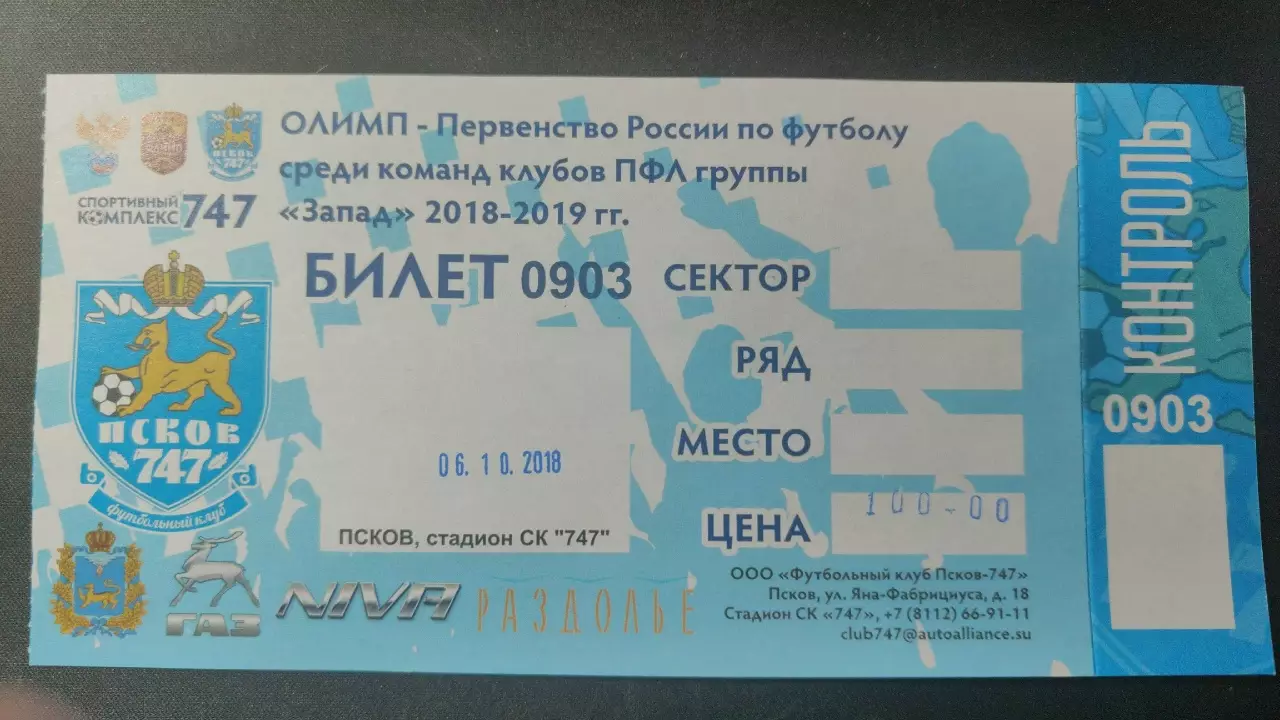 ОЛИМП - Первенство России по футболу
среди команд клубов ПФЛ группы
«Запад» 2018-2019 гг.
ПСКОВ
747
СПОРТИВНЫЙ
КОМПЛЕКС 747
БИЛЕТ 0903
СЕКТОР
РЯД
МЕСТО
ЦЕНА 100-00
06.10.2018
ПСКОВ, стадион СК "747"
ПСКОВ
747
Футбольный клуб
ГАЗ
NIVA
РАЗДОЛЬЕ
ООО «Футбольный клуб Псков-747»
Псков, ул. Яна-Фабрициуса, д. 18
Стадион СК «747», +7 (8112) 66-91-11
club747@autoalliance.su
КОНТРОЛЬ
0903